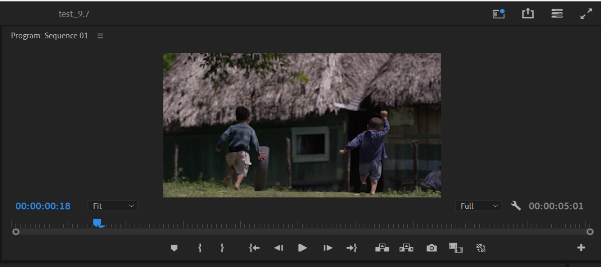 test_9.7
Program: Sequence 01
00:00:00:18 Fit Full 00:00:05:01